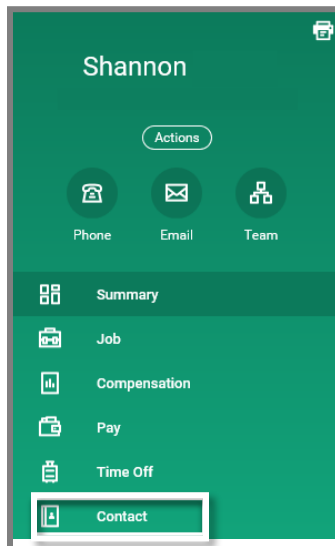 Shannon
Actions
Phone Email Team
Summary
Job
Compensation
Pay
Time Off
Contact